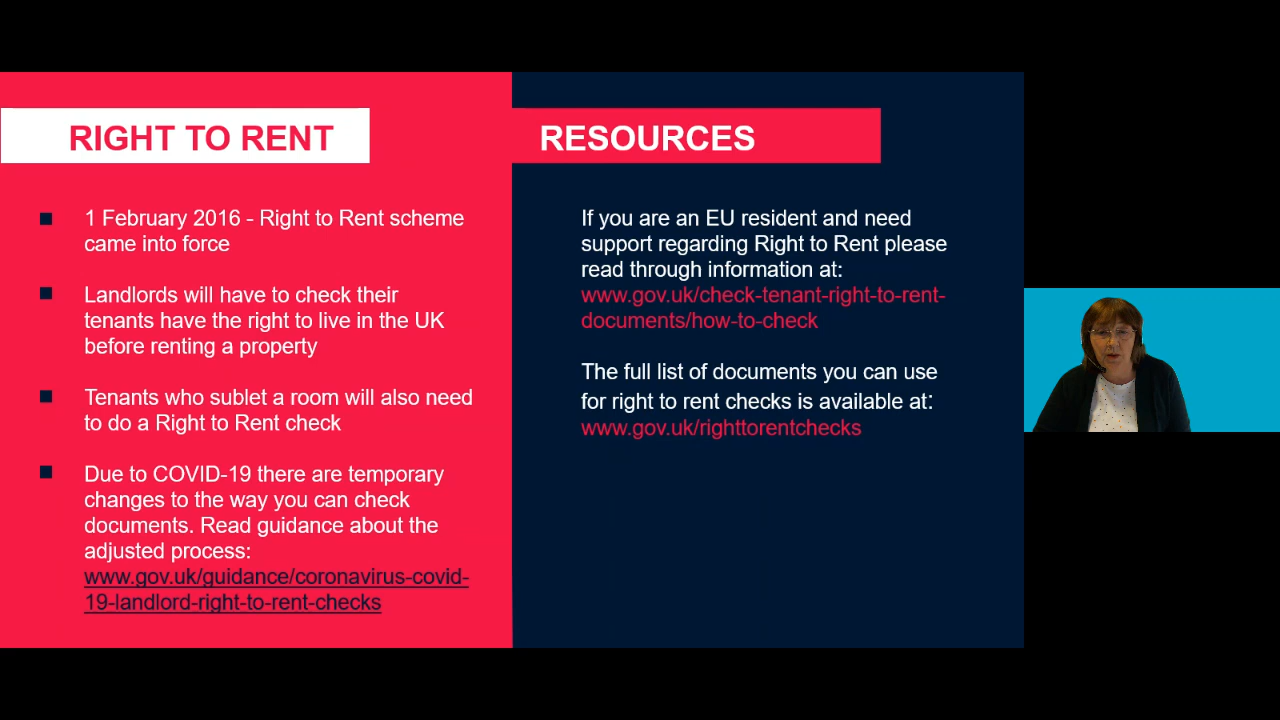 RIGHT TO RENT
1 February 2016 - Right to Rent scheme
came into force
Landlords will have to check their
tenants have the right to live in the UK
before renting a property
Tenants who sublet a room will also need
to do a Right to Rent check
Due to COVID-19 there are temporary
changes to the way you can check
documents. Read guidance about the
adjusted process:
www.gov.uk/guidance/coronavirus-covid-
19-landlord-right-to-rent-checks
RESOURCES
If you are an EU resident and need
support regarding Right to Rent please
read through information at:
www.gov.uk/check-tenant-right-to-rent-
documents/how-to-check
The full list of documents you can use
for right to rent checks is available at:
www.gov.uk/righttorentchecks